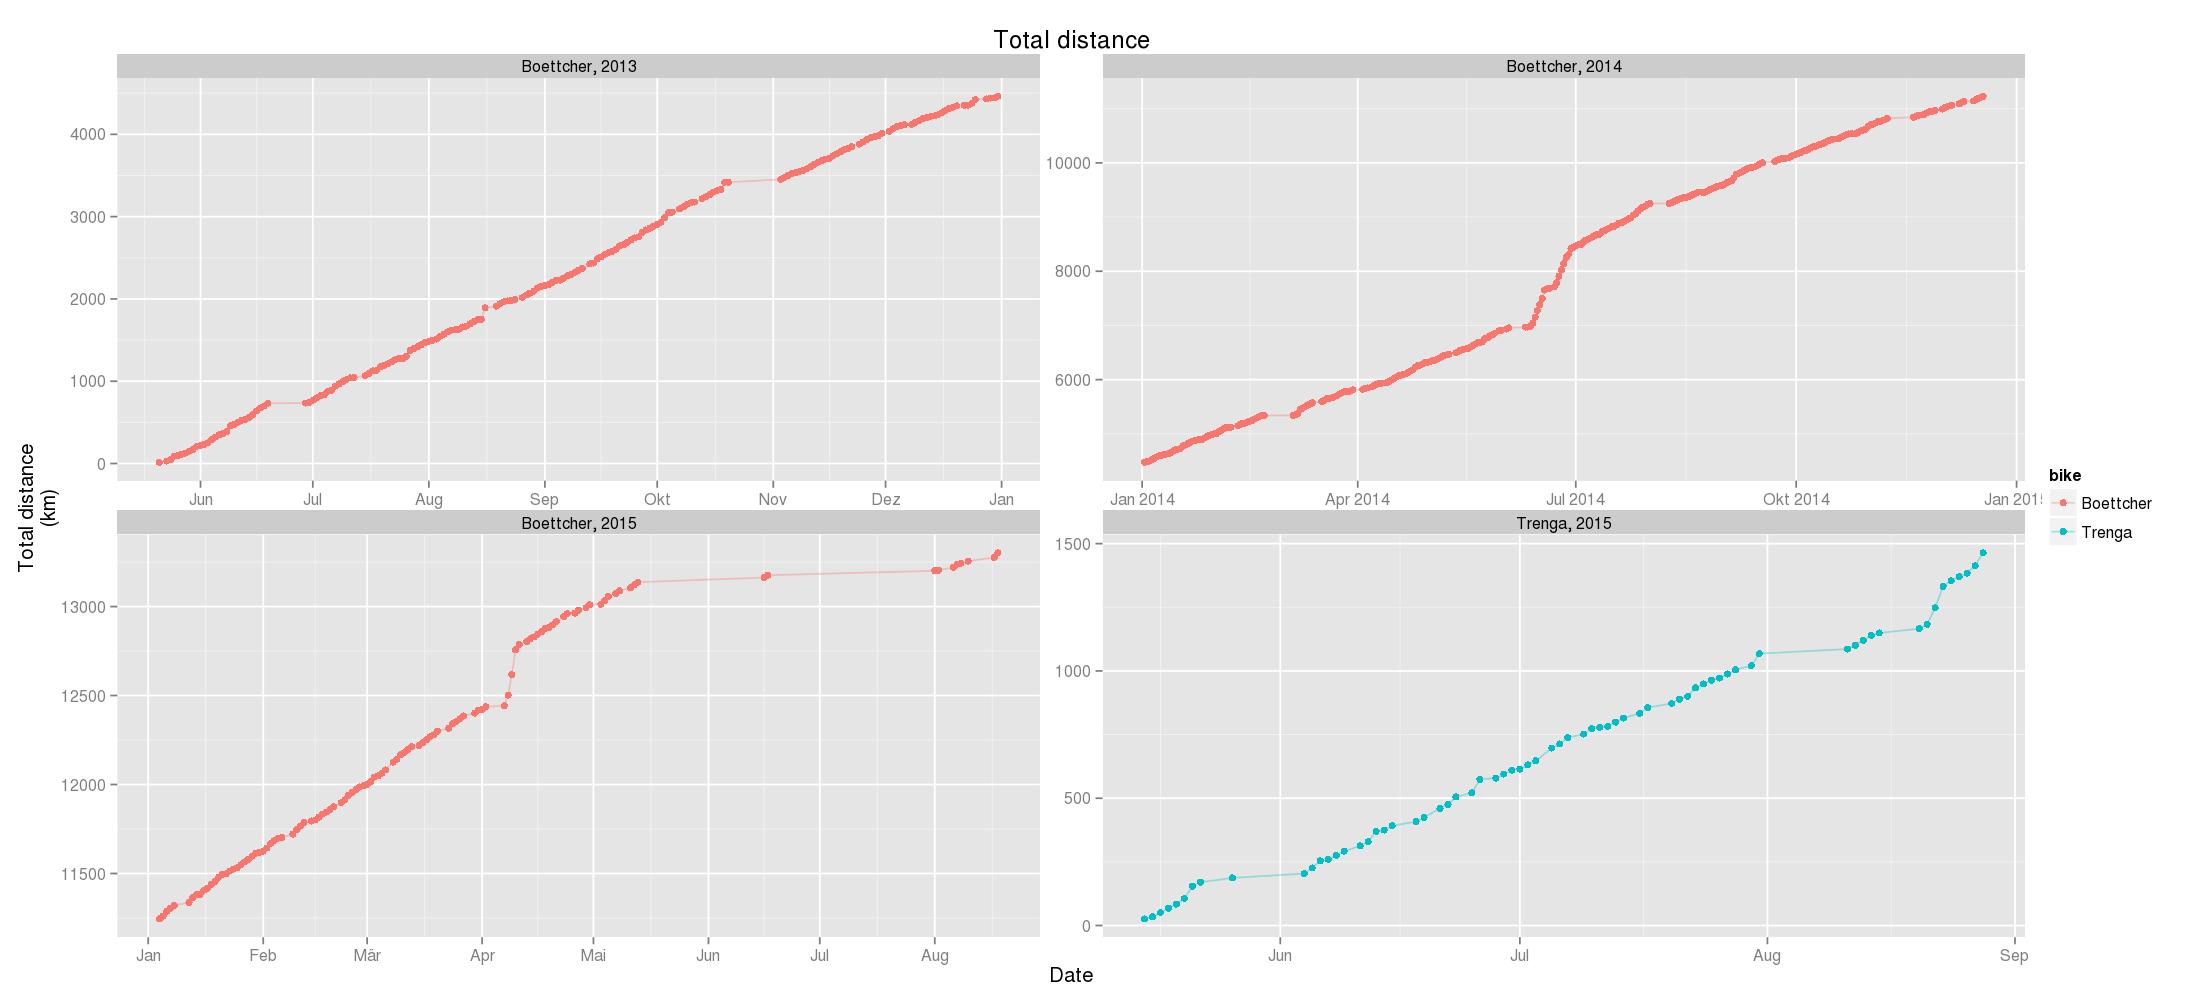 Total distance
Boettcher, 2013
Boettcher, 2014
4000
3000
2000
1000
0
10000
8000
6000
Jun Jul Aug Sep Okt Nov Dez Jan
Jan 2014 Apr 2014 Jul 2014 Okt 2014 Jan 201
Total distance
(km)
Boettcher, 2015
Trenga, 2015
13000
12500
12000
11500
1500
1000
500
0
Jan Feb Mär Apr Mai Jun Jul Aug
Jun Jul Aug Sep
Date
bike
Boettcher
Trenga